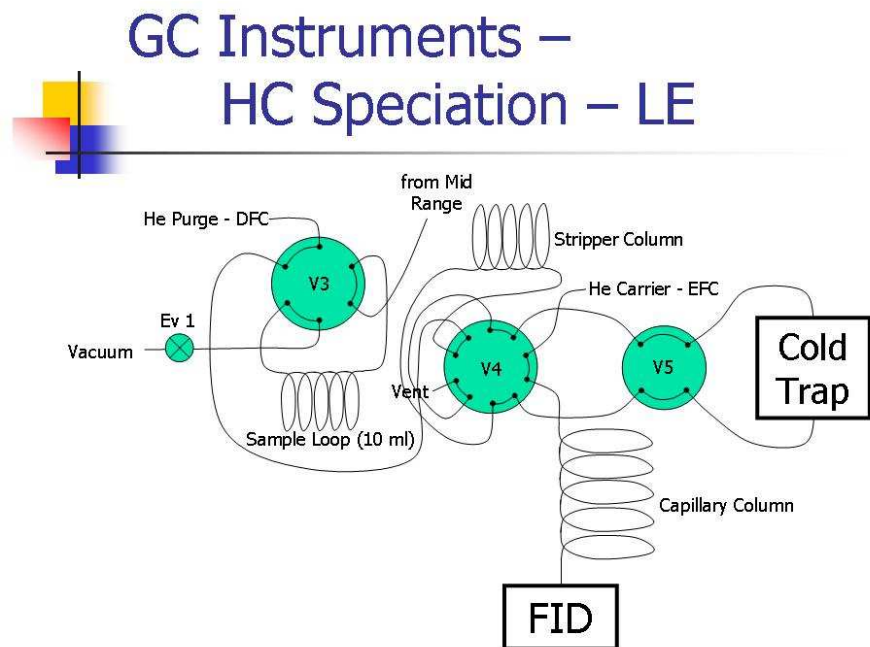 GC Instruments –
HC Speciation – LE
from Mid
Range
He Purge - DFC
Stripper Column
V3
He Carrier - EFC
Ev 1
Vacuum
V4
V5
Cold
Trap
Vent
Sample Loop (10 ml)
Capillary Column
FID